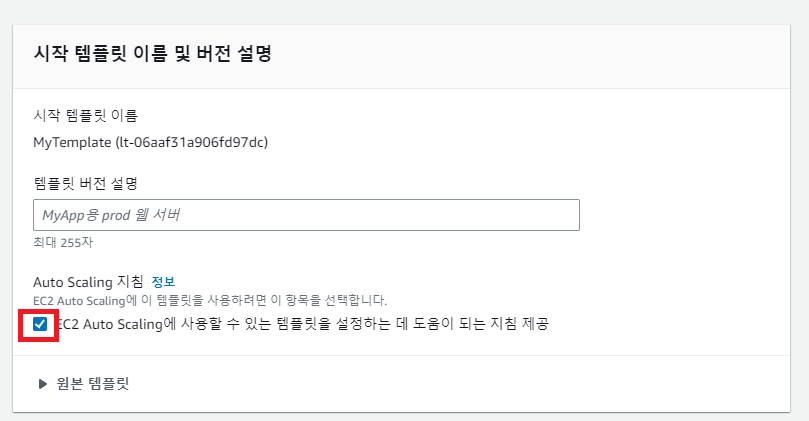 시작 템플릿 이름 및 버전 설명
시작 템플릿 이름
MyTemplate (lt-06aaf31a906fd97dc)
템플릿 버전 설명
MyApp용 prod 웹 서버
최대 255자
Auto Scaling 지침 정보
EC2 Auto Scaling에 이 템플릿을 사용하려면 이 항목을 선택합니다.
EC2 Auto Scaling에 사용할 수 있는 템플릿을 설정하는 데 도움이 되는 지침 제공
원본 템플릿